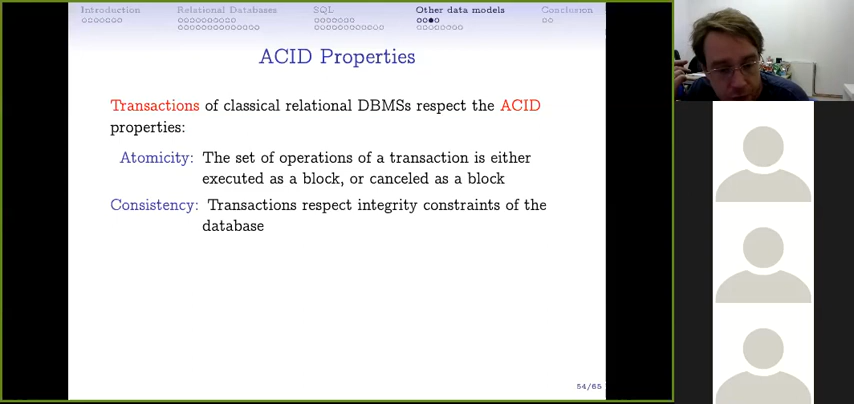 Introduction Relational Databases SQL Other data models Conclusion
ACID Properties
Transactions of classical relational DBMSs respect the ACID
properties:
Atomicity: The set of operations of a transaction is either
executed as a block, or canceled as a block
Consistency: Transactions respect integrity constraints of the
database
54/65